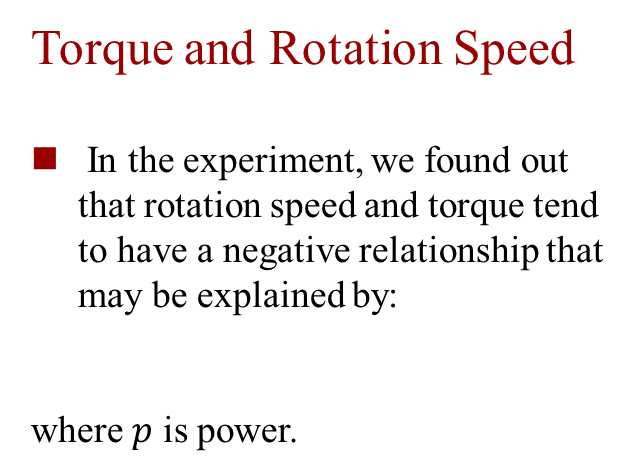 Torque and Rotation Speed
In the experiment, we found out
that rotation speed and torque tend
to have a negative relationship that
may be explained by:
where p is power.